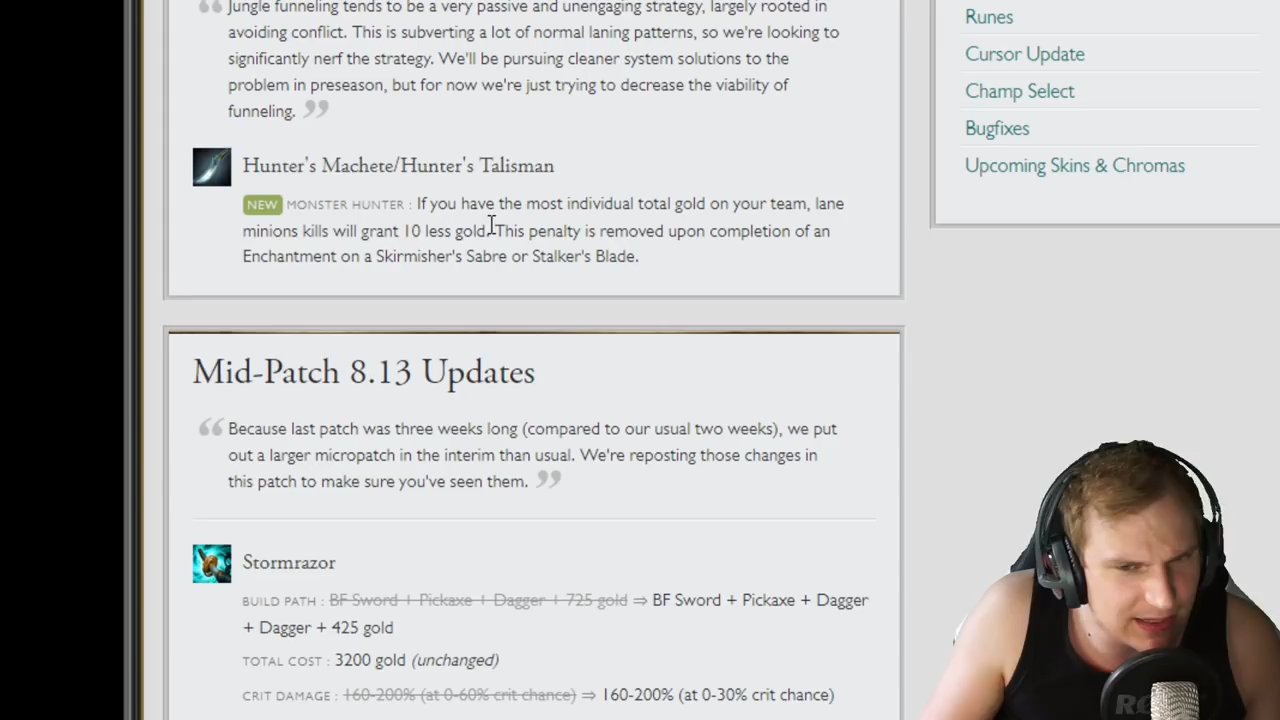 Jungle funneling tends to be a very passive and unengaging strategy, largely rooted in
avoiding conflict. This is subverting a lot of normal laning patterns, so we're looking to
significantly nerf the strategy. We'll be pursuing cleaner system solutions to the
problem in preseason, but for now we're just trying to decrease the viability of
funneling.
Hunter's Machete/Hunter's Talisman
NEW MONSTER HUNTER : If you have the most individual total gold on your team, lane
minions kills will grant 10 less gold. This penalty is removed upon completion of an
Enchantment on a Skirmisher's Sabre or Stalker's Blade.
Mid-Patch 8.13 Updates
Because last patch was three weeks long (compared to our usual two weeks), we put
out a larger micropatch in the interim than usual. We're reposting those changes in
this patch to make sure you've seen them.
Stormrazor
BUILD PATH : BF Sword + Pickaxe + Dagger + 725 gold ⇒ BF Sword + Pickaxe + Dagger
+ Dagger + 425 gold
TOTAL COST : 3200 gold (unchanged)
CRIT DAMAGE : 160-200% (at 0-60% crit chance) ⇒ 160-200% (at 0-30% crit chance)
Runes
Cursor Update
Champ Select
Bugfixes
Upcoming Skins & Chromas